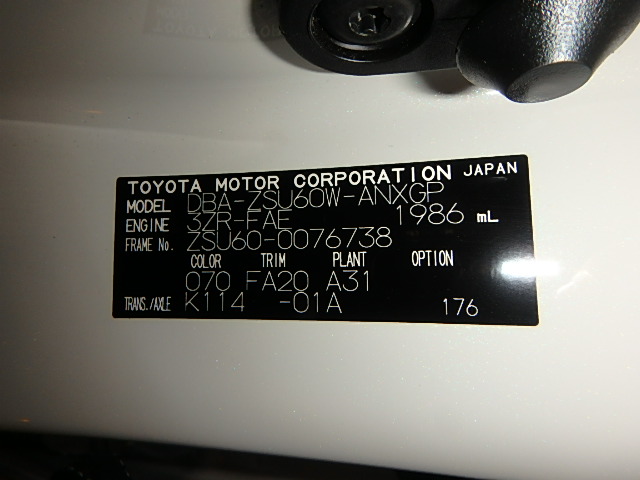 TOYOTA MOTOR CORPORATION JAPAN
MODEL DBA-ZSU60W-ANXGP
ENGINE 3ZR-FAE 1986 mL
FRAME No. ZSU60-0076738
COLOR TRIM PLANT OPTION
070 FA20 A31
TRANS./AXLE K114 -01A 176